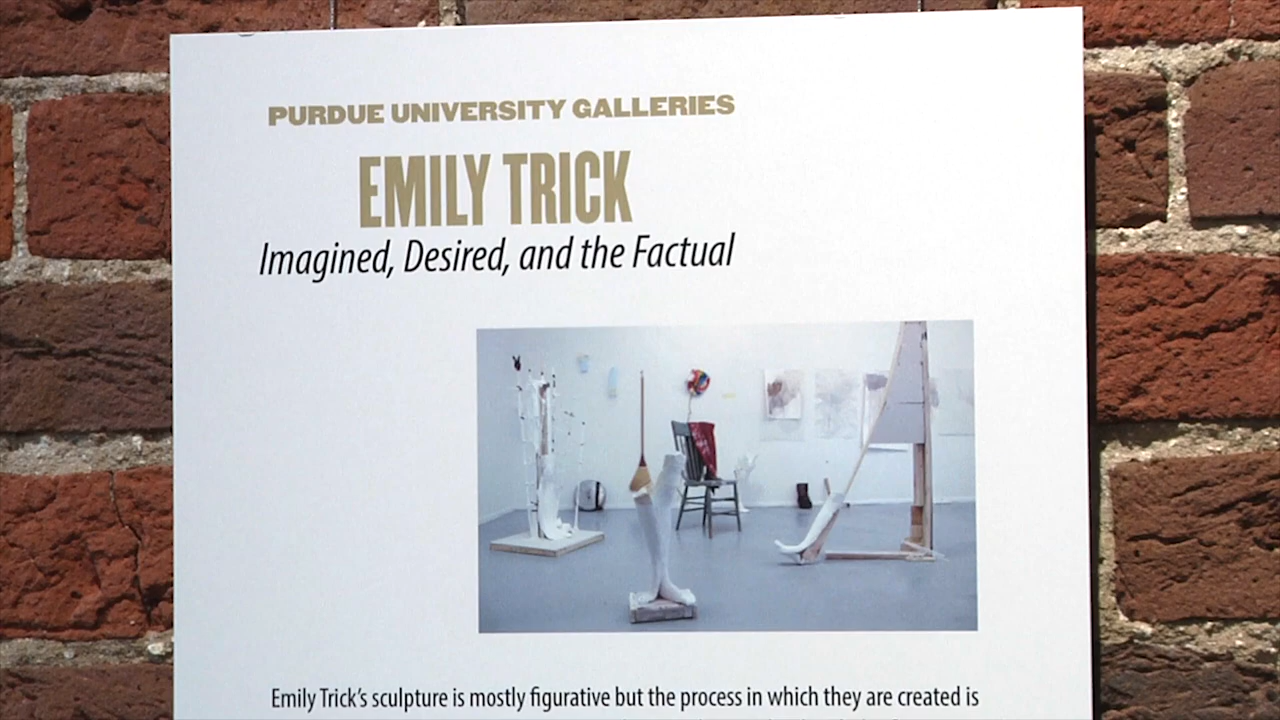 PURDUE UNIVERSITY GALLERIES
EMILY TRICK
Imagined, Desired, and the Factual
Emily Trick's sculpture is mostly figurative but the process in which they are created is